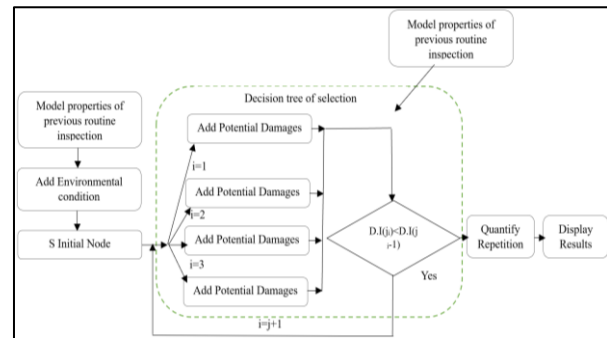 Model properties of
previous routine
inspection
Decision tree of selection
Model properties of
previous routine
inspection
Add Environmental
condition
S Initial Node
Add Potential Damages
i=1
Add Potential Damages
i=2
Add Potential Damages
i=3
Add Potential Damages
D.I(jᵢ)<D.I(j
ᵢ-1)
Yes
Quantify
Repetition
Display
Results
i=j+1